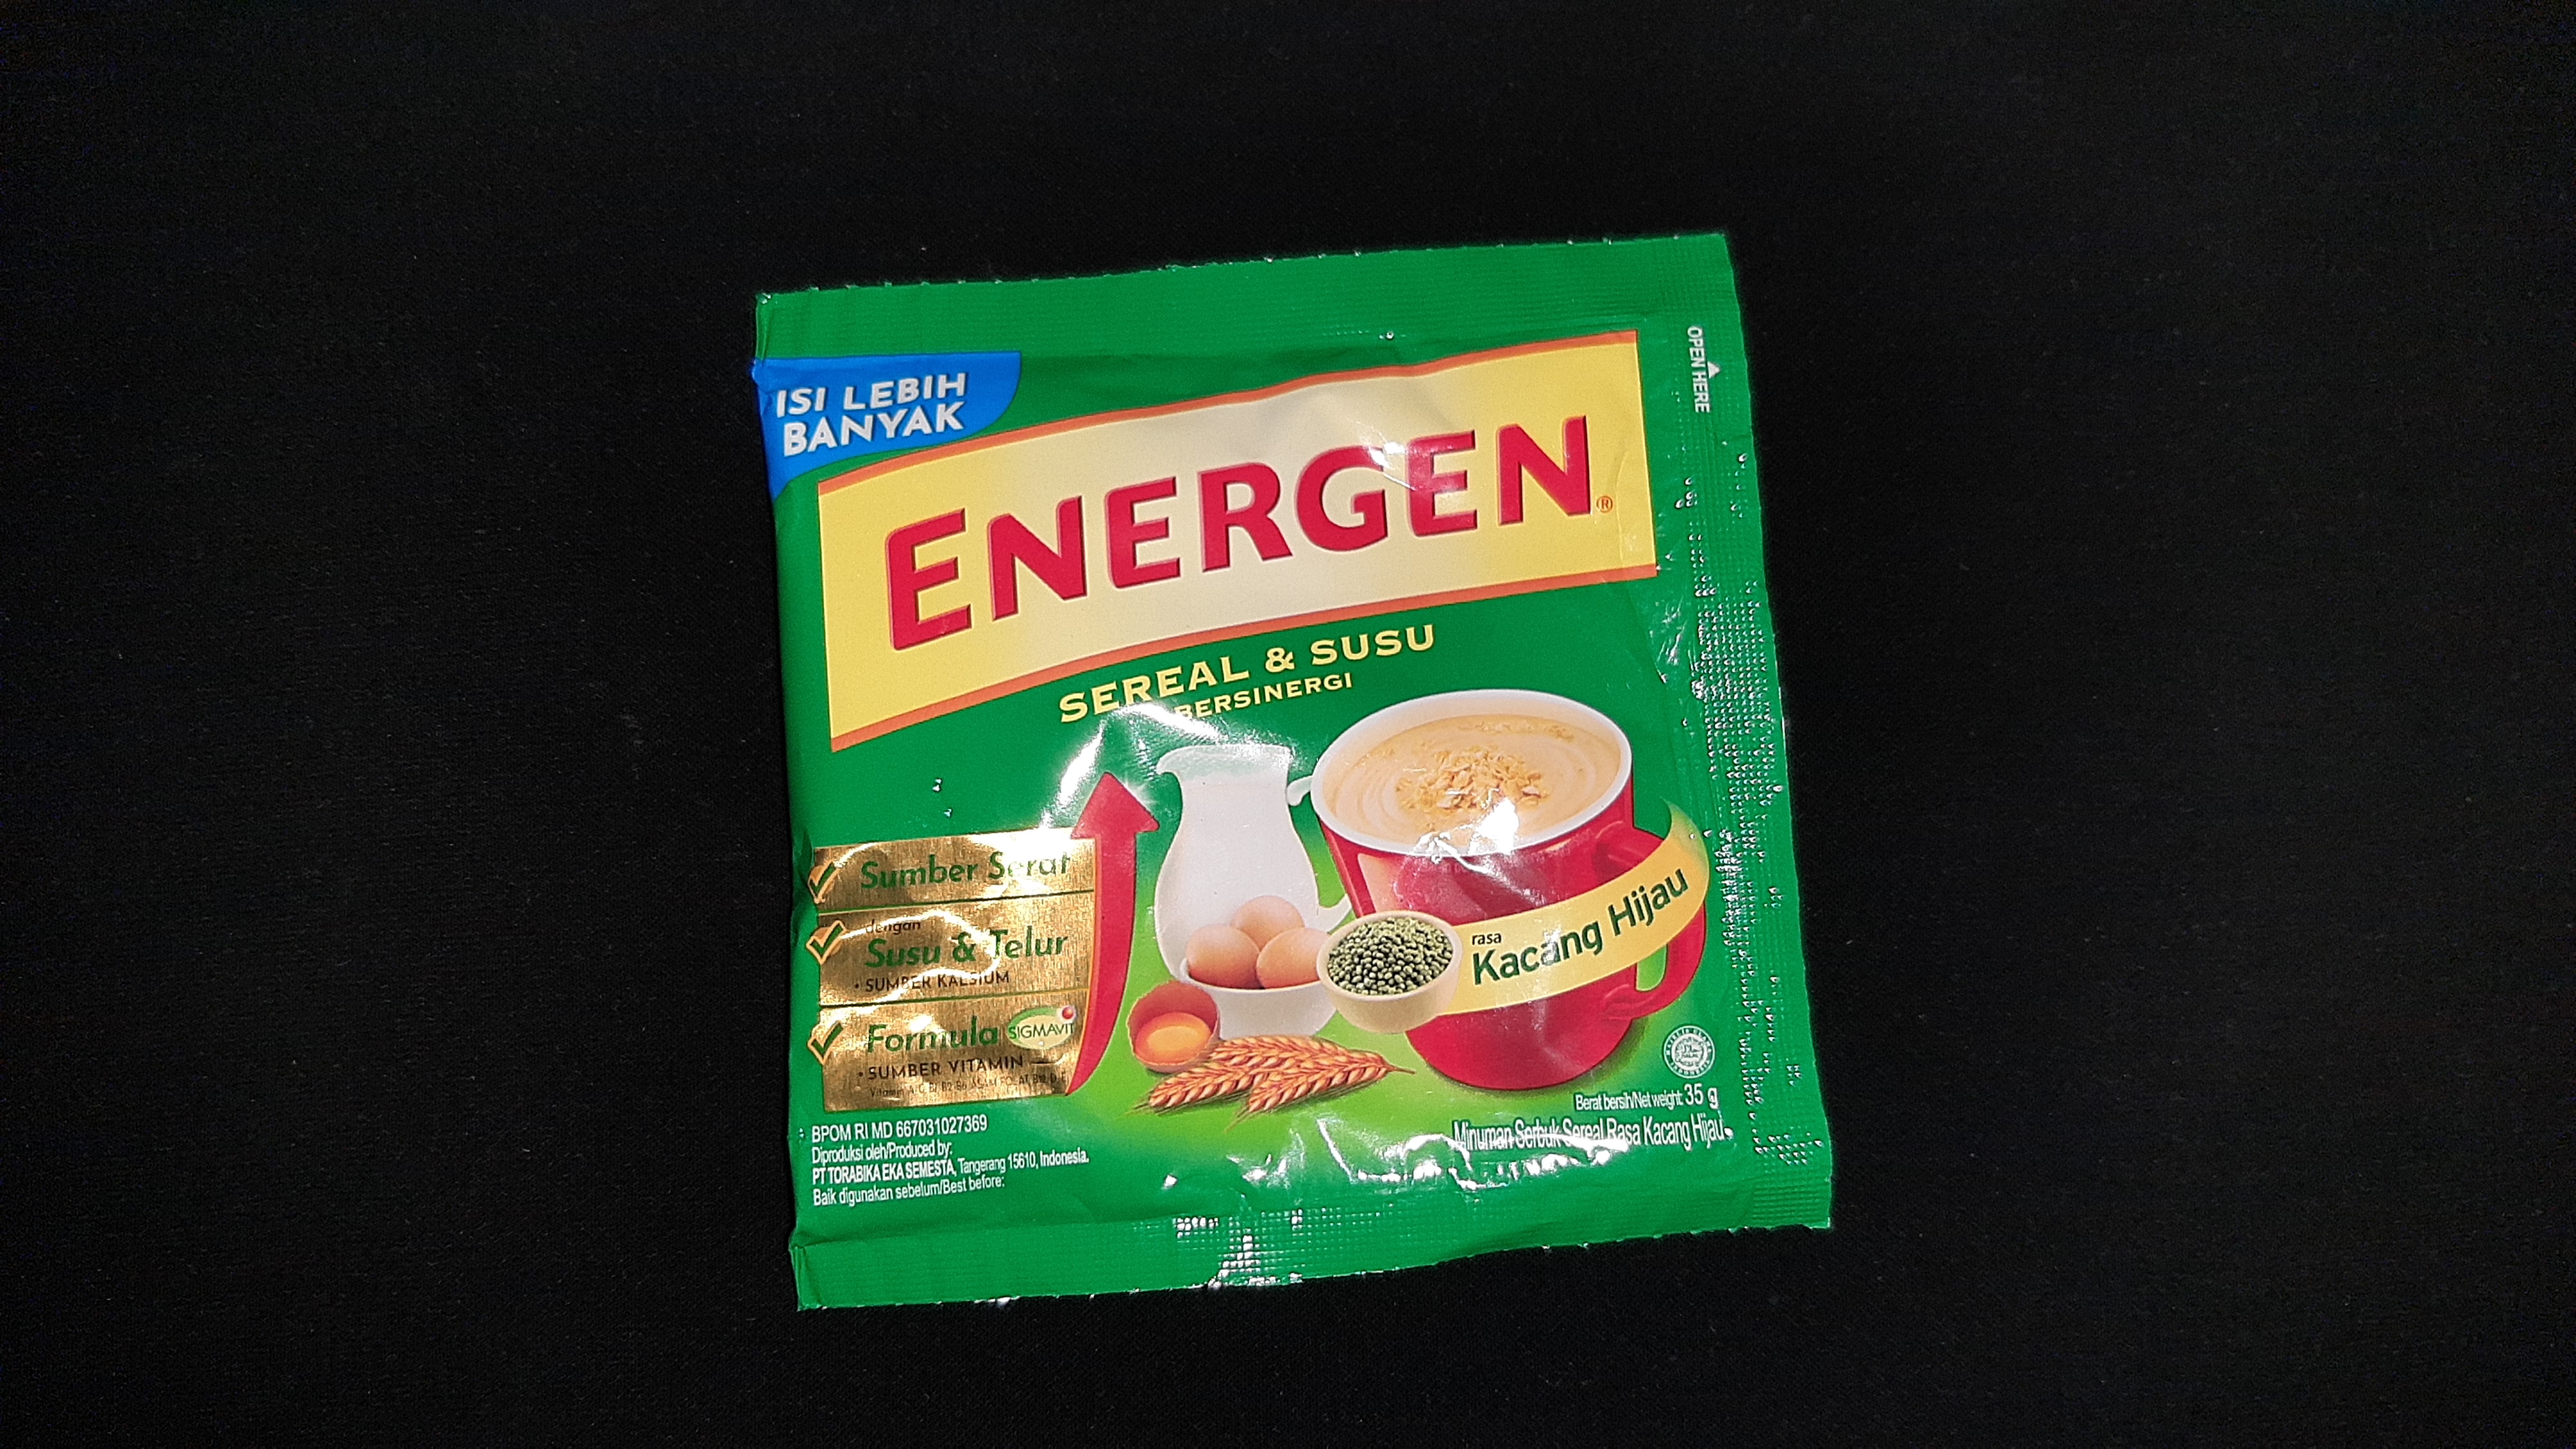 ISI LEBIH
BANYAK
OPEN HERE
ENERGEN®
SEREAL & SUSU
BERSINERGI
Sumber Serat
dengan
Susu & Telur
• SUMBER KALSIUM
Formula SIGMAVIT
• SUMBER VITAMIN
rasa
Kacang Hijau
BPOM RI MD 667031027369
Diproduksi oleh/Produced by:
PT TORABIKA EKA SEMESTA, Tangerang 15610, Indonesia.
Baik digunakan sebelum/Best before:
Berat bersih/Net weight: 35 g
Minuman Serbuk Sereal Rasa Kacang Hijau